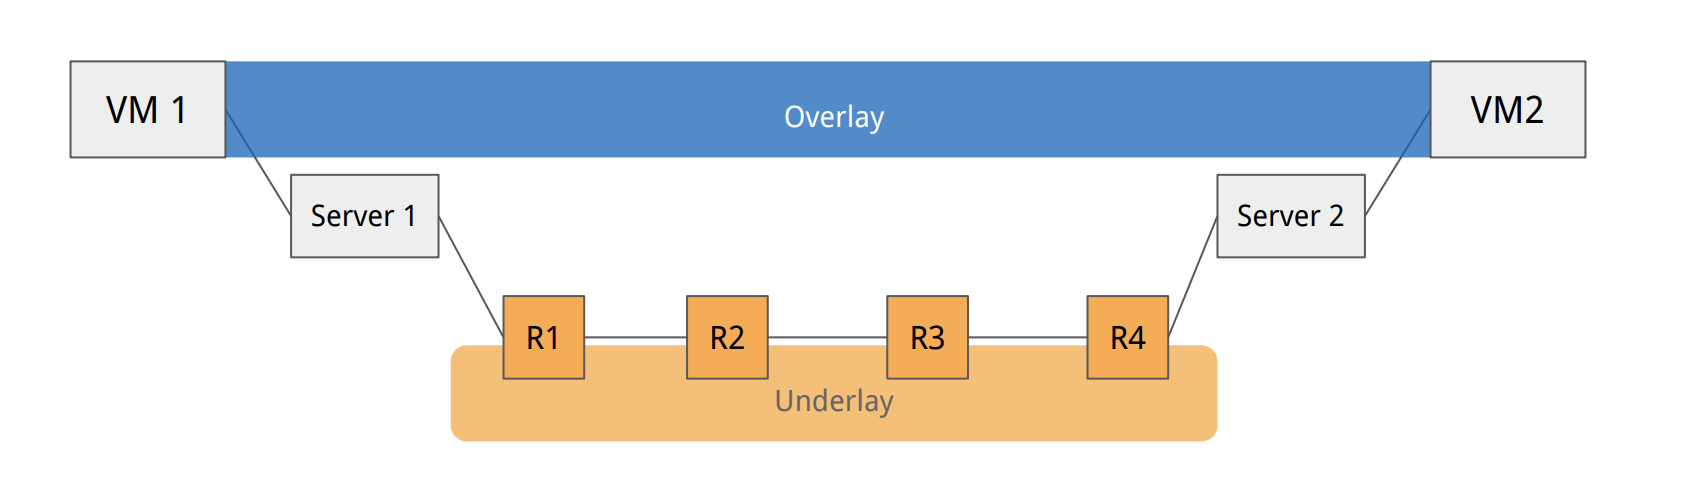 VM 1
Overlay
VM2
Server 1
Server 2
R1
R2
R3
R4
Underlay